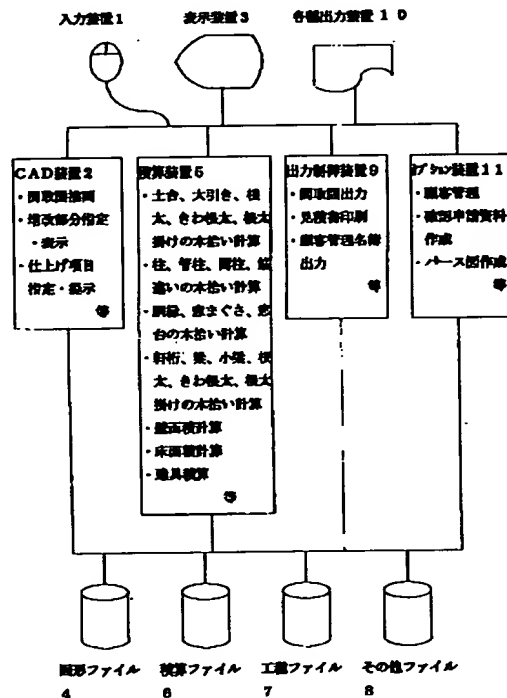 入力装置1
表示装置3
各種出力装置10
CAD装置2
・間取図描画
・増改部分指定
・表示
・仕上げ項目
指定・提示
等
積算装置5
・土台、大引き、根
太、きわ根太、根太
掛けの木拾い計算
・柱、管柱、間柱、筋
違いの木拾い計算
・胴縁、窓まぐさ、窓
台の木拾い計算
・軒桁、梁、小梁、根
太、きわ根太、根太
掛けの木拾い計算
・壁面積計算
・床面積計算
・建具積算
等
出力制御装置9
・間取図出力
・見積書印刷
・顧客管理名簿
出力
等
オプション装置11
・顧客管理
・確認申請資料
作成
・パース図作成
等
図形ファイル
4
積算ファイル
6
工種ファイル
7
その他ファイル
8